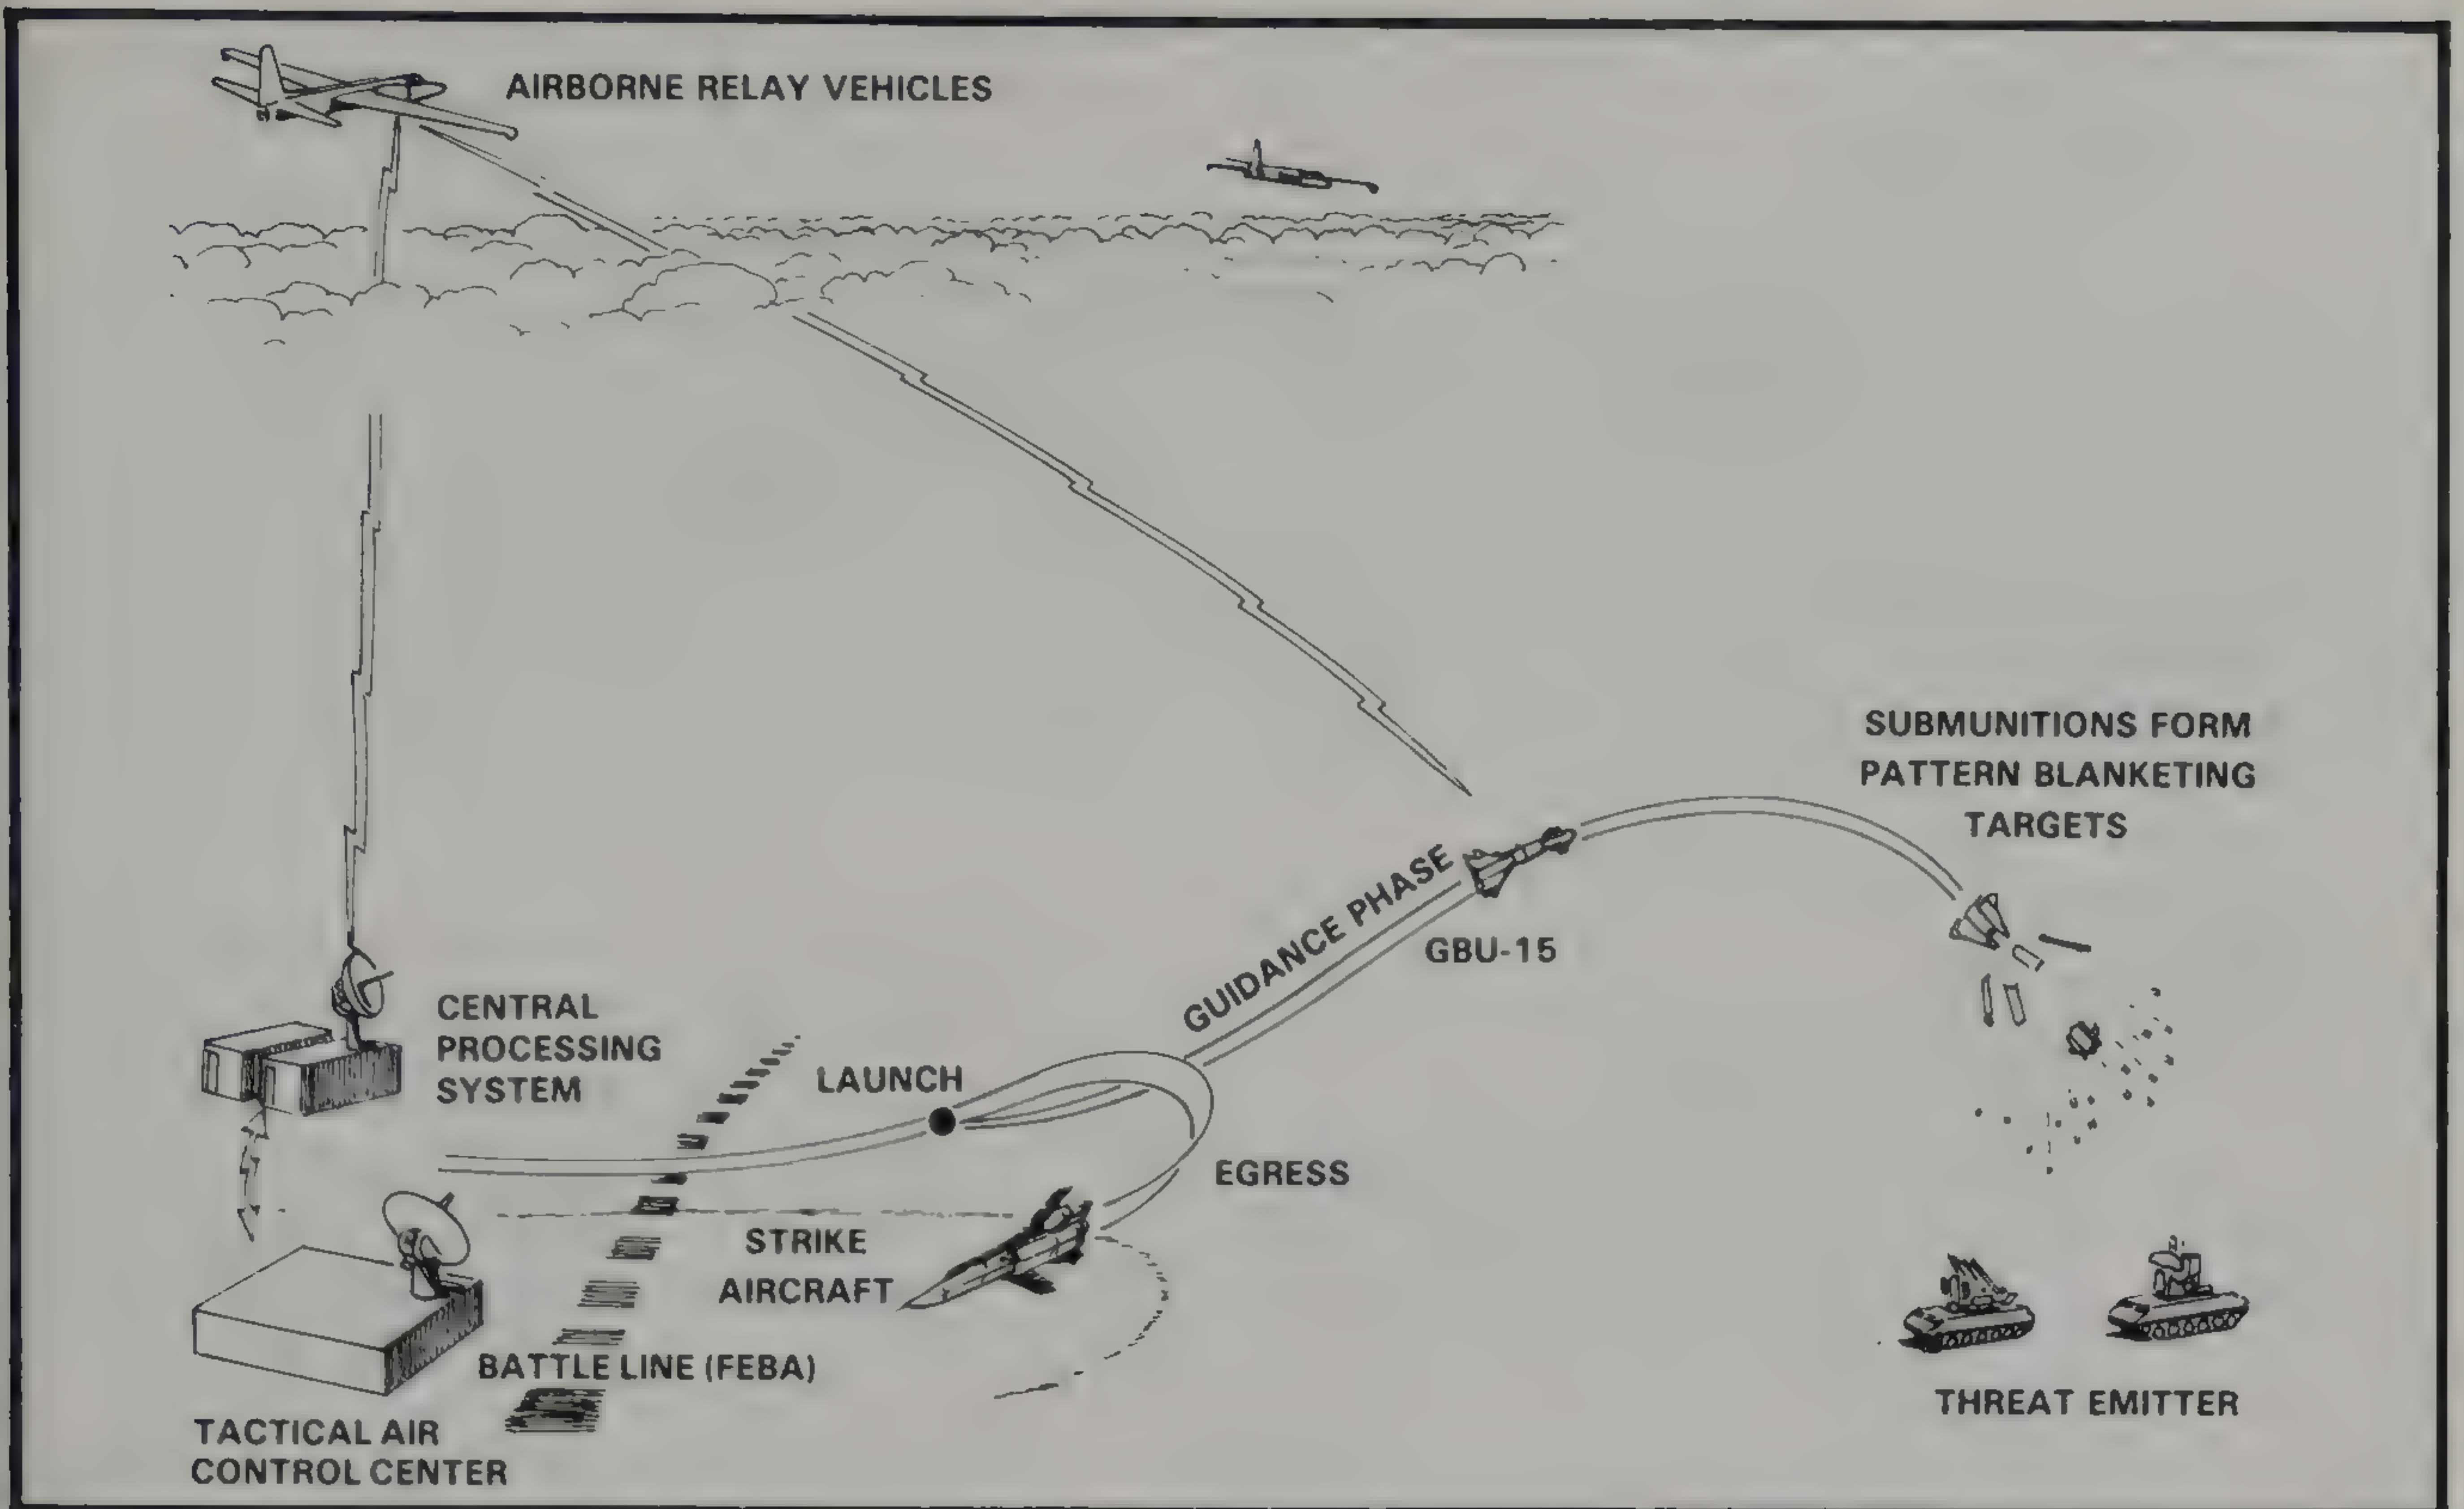 AIRBORNE RELAY VEHICLES
SUBMUNITIONS FORM
PATTERN BLANKETING
TARGETS
GUIDANCE PHASE
GBU-15
CENTRAL
PROCESSING
SYSTEM
LAUNCH
EGRESS
STRIKE
AIRCRAFT
BATTLE LINE (FEBA)
THREAT EMITTER
TACTICAL AIR
CONTROL CENTER